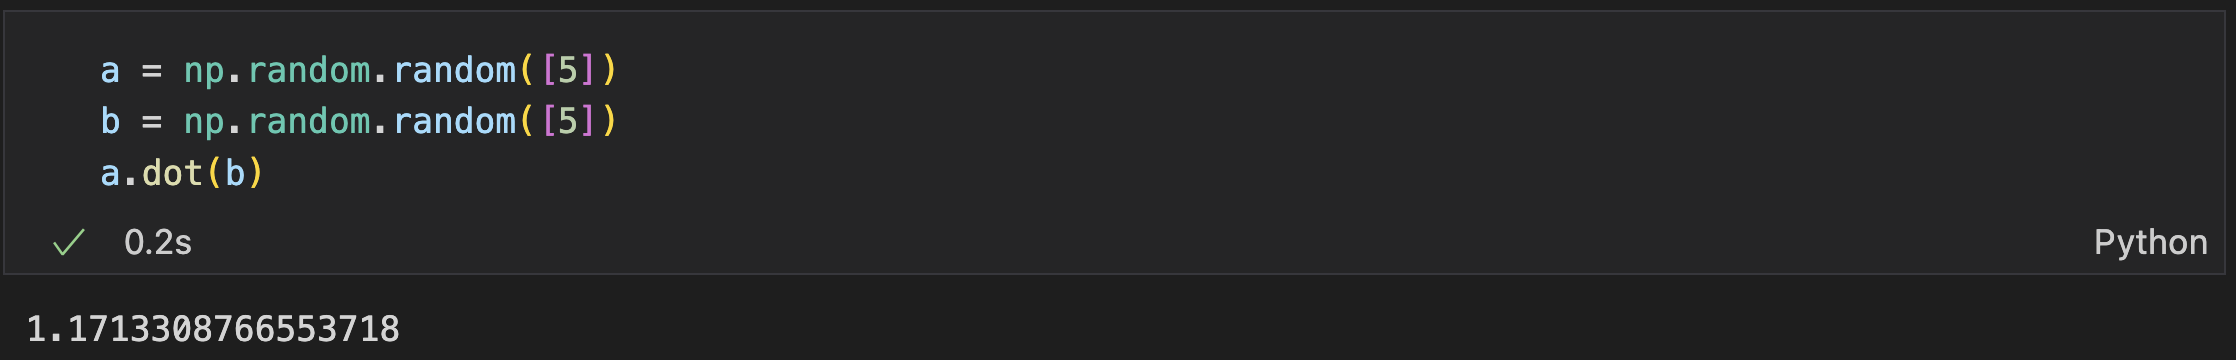 a = np.random.random([5])
b = np.random.random([5])
a.dot(b)
0.2s
Python
1.1713308766553718